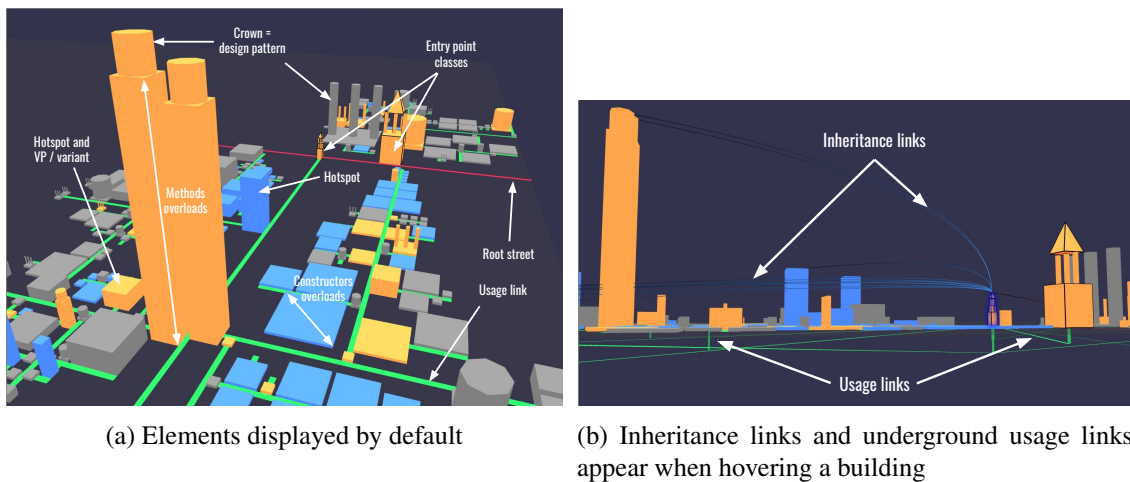 Crown =
design pattern
Entry point
classes
Hotspot and
VP / variant
Methods
overloads
Hotspot
Root street
Constructors
overloads
Usage link
(a) Elements displayed by default
Inheritance links
Usage links
(b) Inheritance links and underground usage links
appear when hovering a building